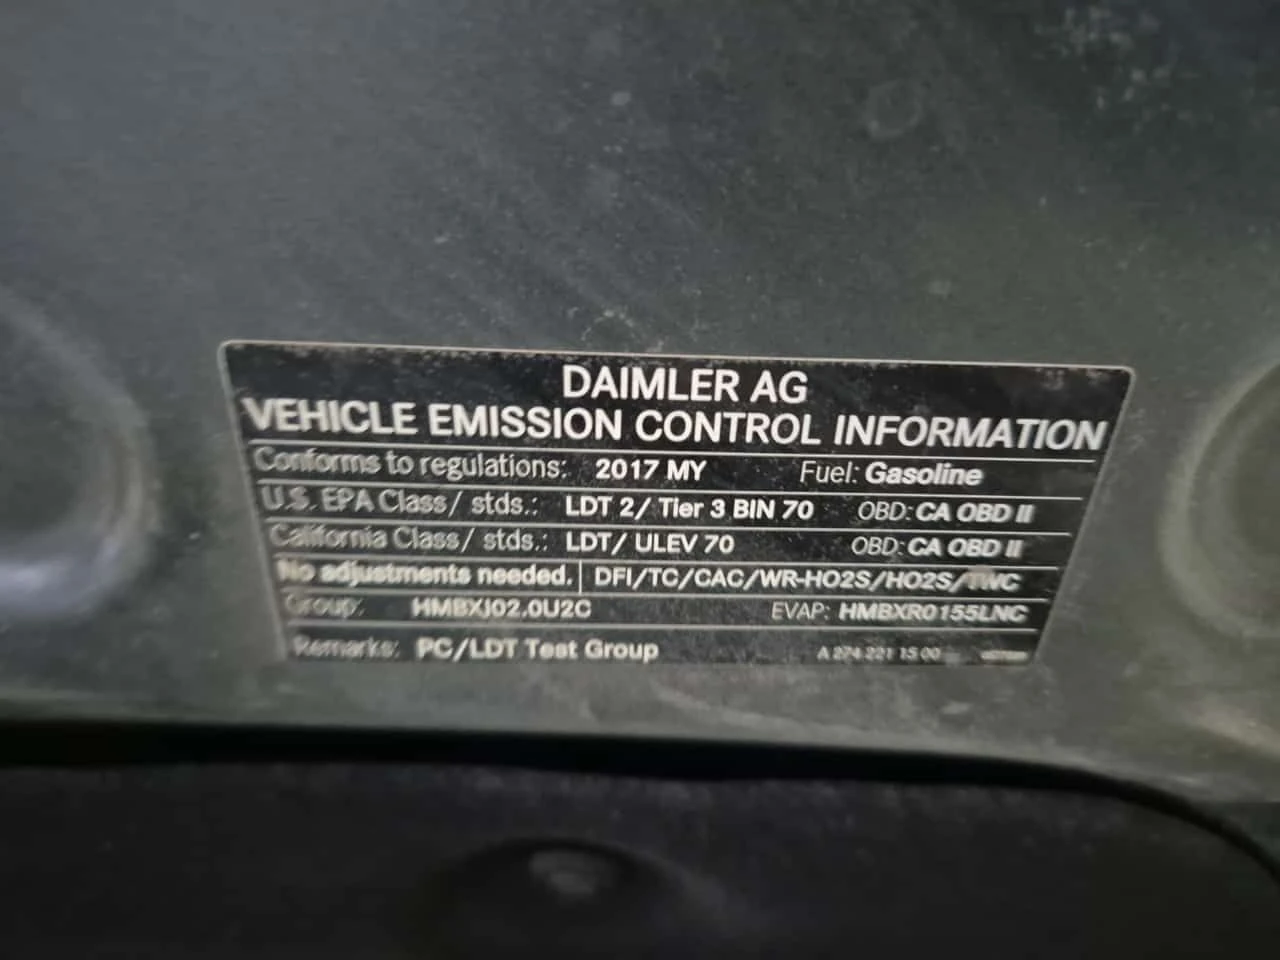 DAIMLER AG
VEHICLE EMISSION CONTROL INFORMATION
Conforms to regulations: 2017 MY Fuel: Gasoline
U.S. EPA Class/ stds.: LDT 2/ Tier 3 BIN 70 OBD: CA OBD II
California Class/ stds.: LDT/ ULEV 70 OBD: CA OBD II
No adjustments needed. DFI/TC/CAC/WR-HO2S/HO2S/TWC
Group: HMBXJ02.0U2C EVAP: HMBXR0155LNC
Remarks: PC/LDT Test Group A 274 221 15 00